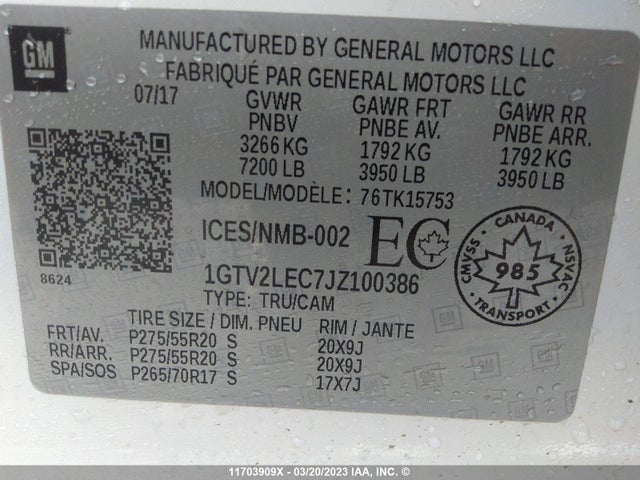 GM
MANUFACTURED BY GENERAL MOTORS LLC
FABRIQUÉ PAR GENERAL MOTORS LLC
07/17
GVWR GAWR FRT GAWR RR
PNBV PNBE AV. PNBE ARR.
3266 KG 1792 KG 1792 KG
7200 LB 3950 LB 3950 LB
MODEL/MODÈLE: 76TK15753
ICES/NMB-002 EC
CANADA
CMVSS 985 NSVAC
TRANSPORT
8624
1GTV2LEC7JZ100386
TYPE: TRU/CAM
TIRE SIZE / DIM. PNEU RIM / JANTE
FRT/AV. P275/55R20 S 20X9J
RR/ARR. P275/55R20 S 20X9J
SPA/SOS P265/70R17 S 17X7J
11703909X — 03/20/2023 IAA(X) —